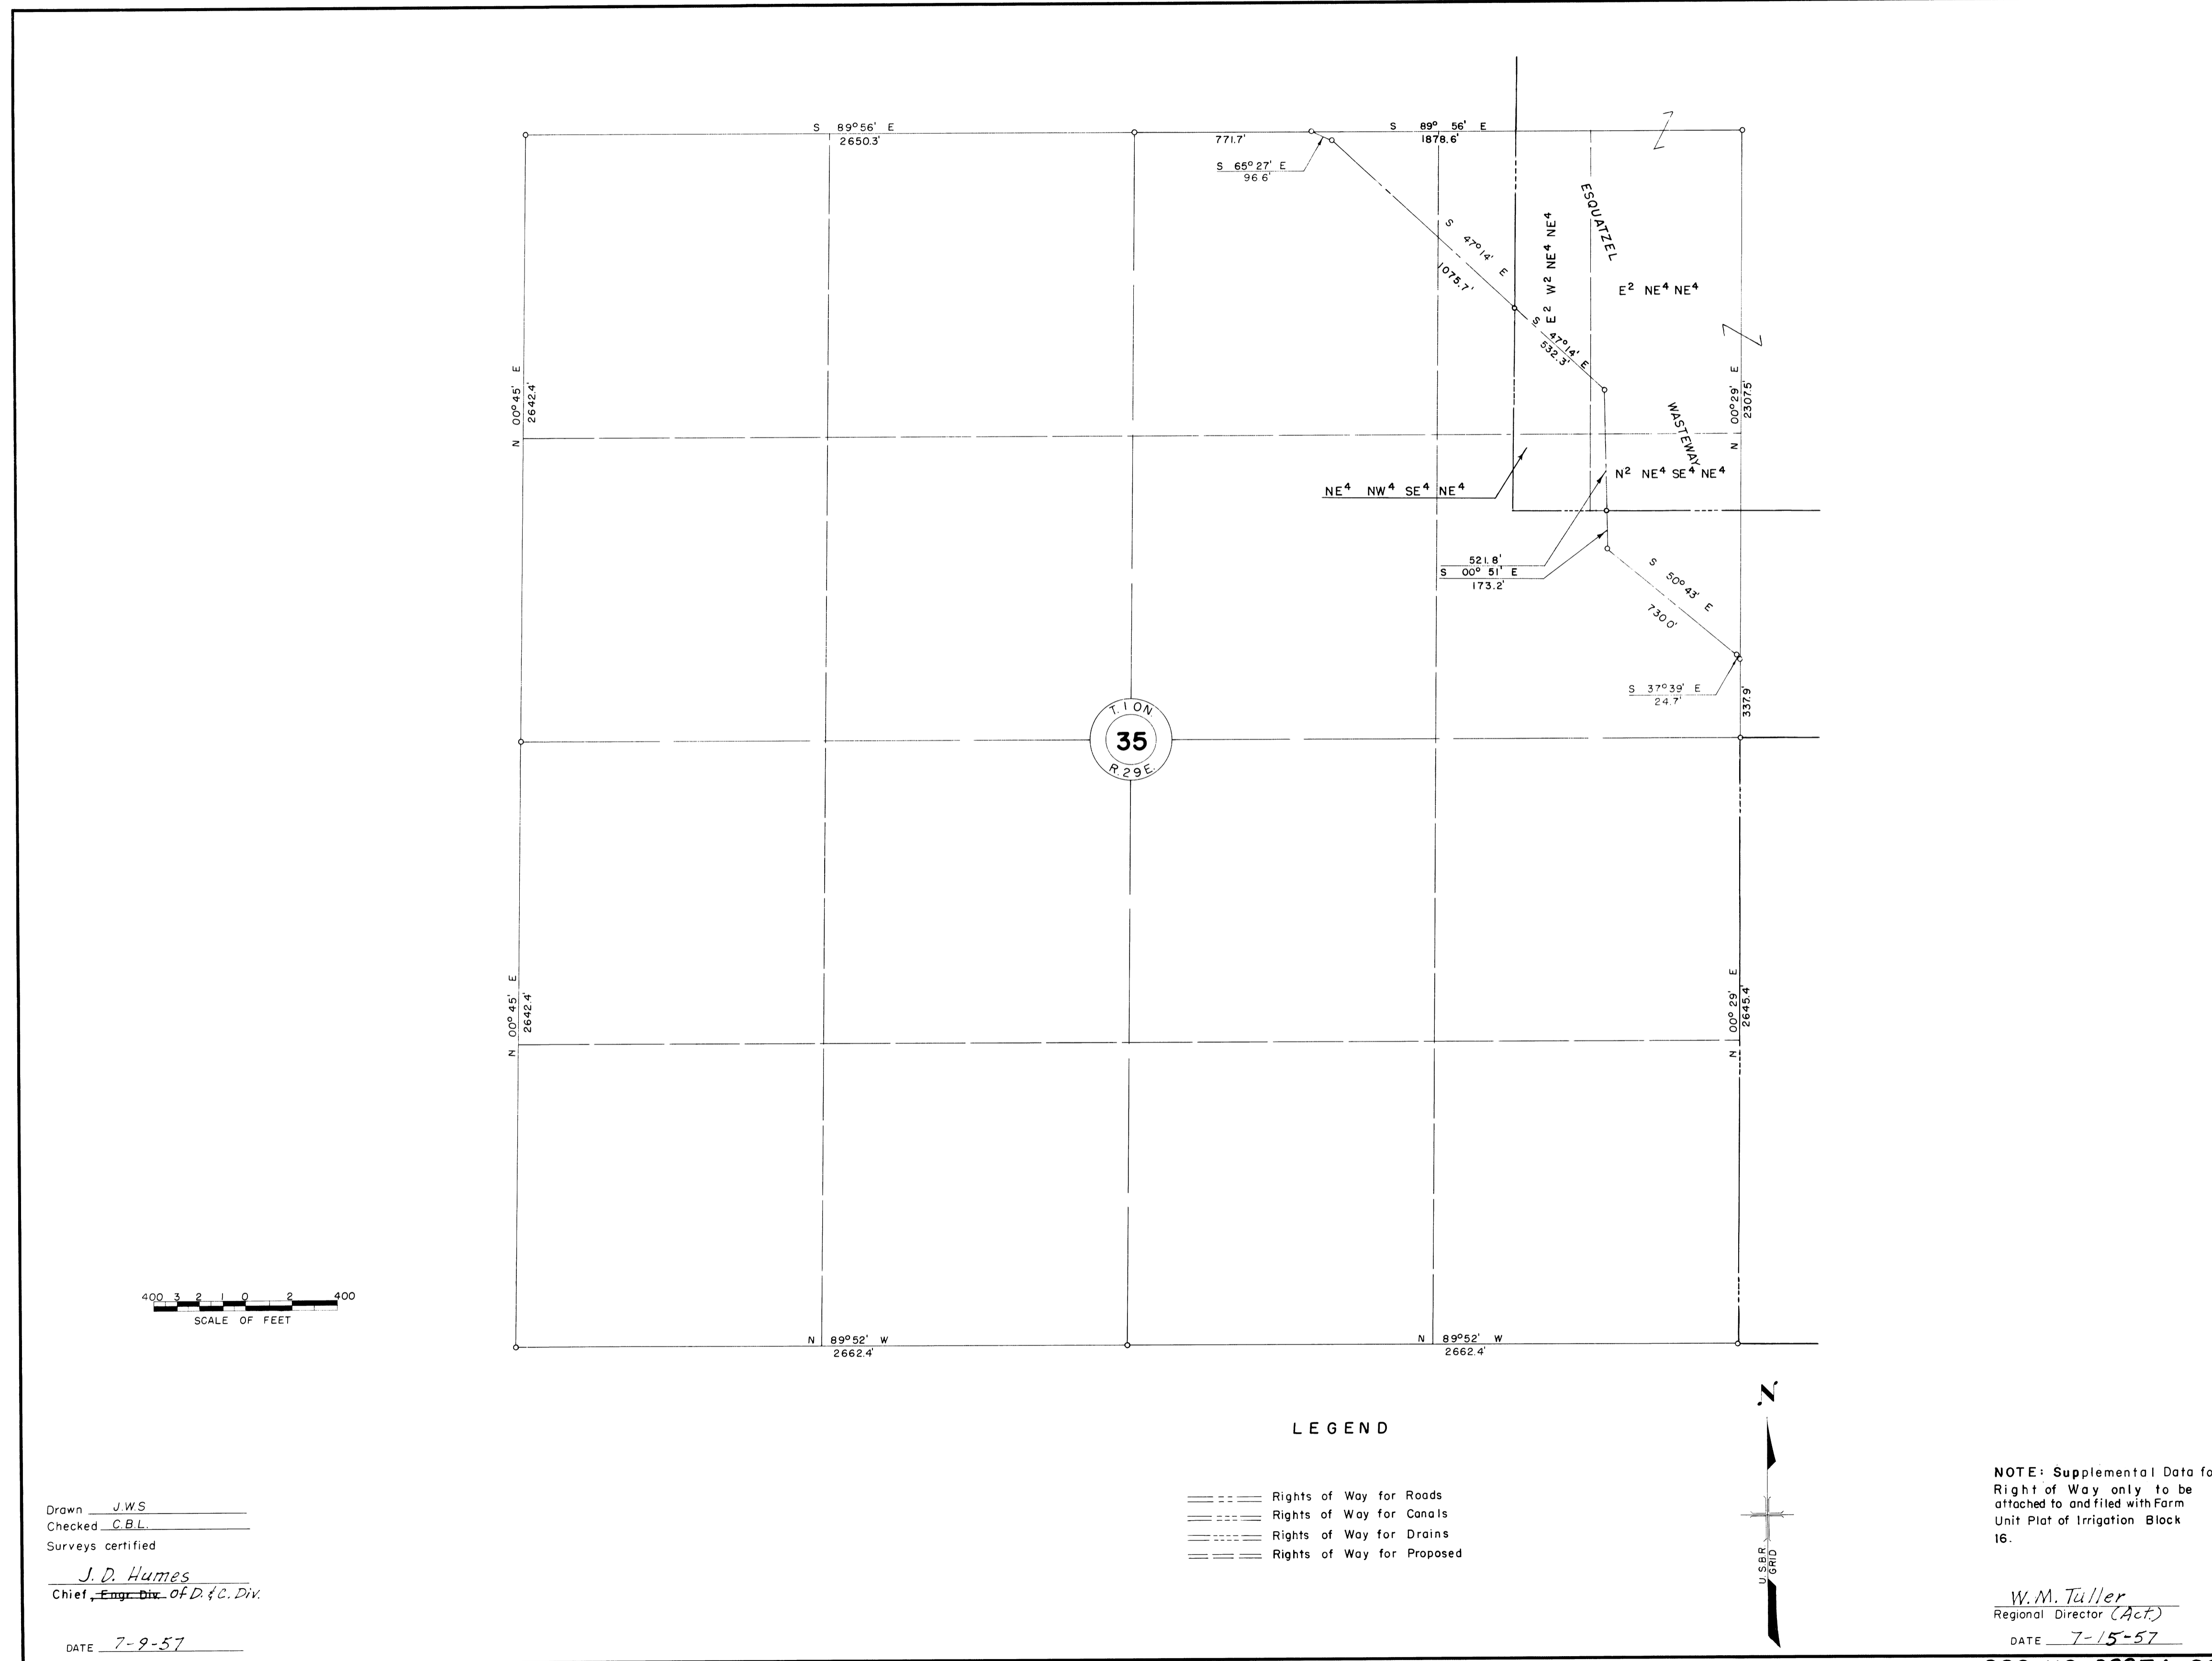 S 89° 56' E
2650.3'
771.7'
S 89° 56' E
1878.6'
S 65° 27' E
96.6'
S 47° 14' E
1075.7'
E² W² NE⁴ NE⁴
ESQUATZEL
E² NE⁴ NE⁴
S 47° 14' E
532.3'
N 00° 45' E
2642.4'
N 00° 29' E
2307.5'
WASTEWAY
N² NE⁴ SE⁴ NE⁴
NE⁴ NW⁴ SE⁴ NE⁴
521.8'
S 00° 51' E
173.2'
S 50° 43' E
730.0'
S 37° 39' E
24.7'
337.9'
T. 10 N.
35
R. 29 E.
N 00° 45' E
2642.4'
N 00° 29' E
2645.4'
400 3 2 1 0 2 400
SCALE OF FEET
N 89° 52' W
2662.4'
N 89° 52' W
2662.4'
LEGEND
Rights of Way for Roads
Rights of Way for Canals
Rights of Way for Drains
Rights of Way for Proposed
N
U.S.B.R.
GRID
Drawn J.W.S
Checked C.B.L.
Surveys certified
J. D. Humes
Chief, Engr. Div. of D. & C. Div.
DATE 7-9-57
NOTE: Supplemental Data
Right of Way only to be
attached to and filed with Farm
Unit Plat of Irrigation Block
16.
W. M. Tuller
Regional Director (Act.)
DATE 7-15-57